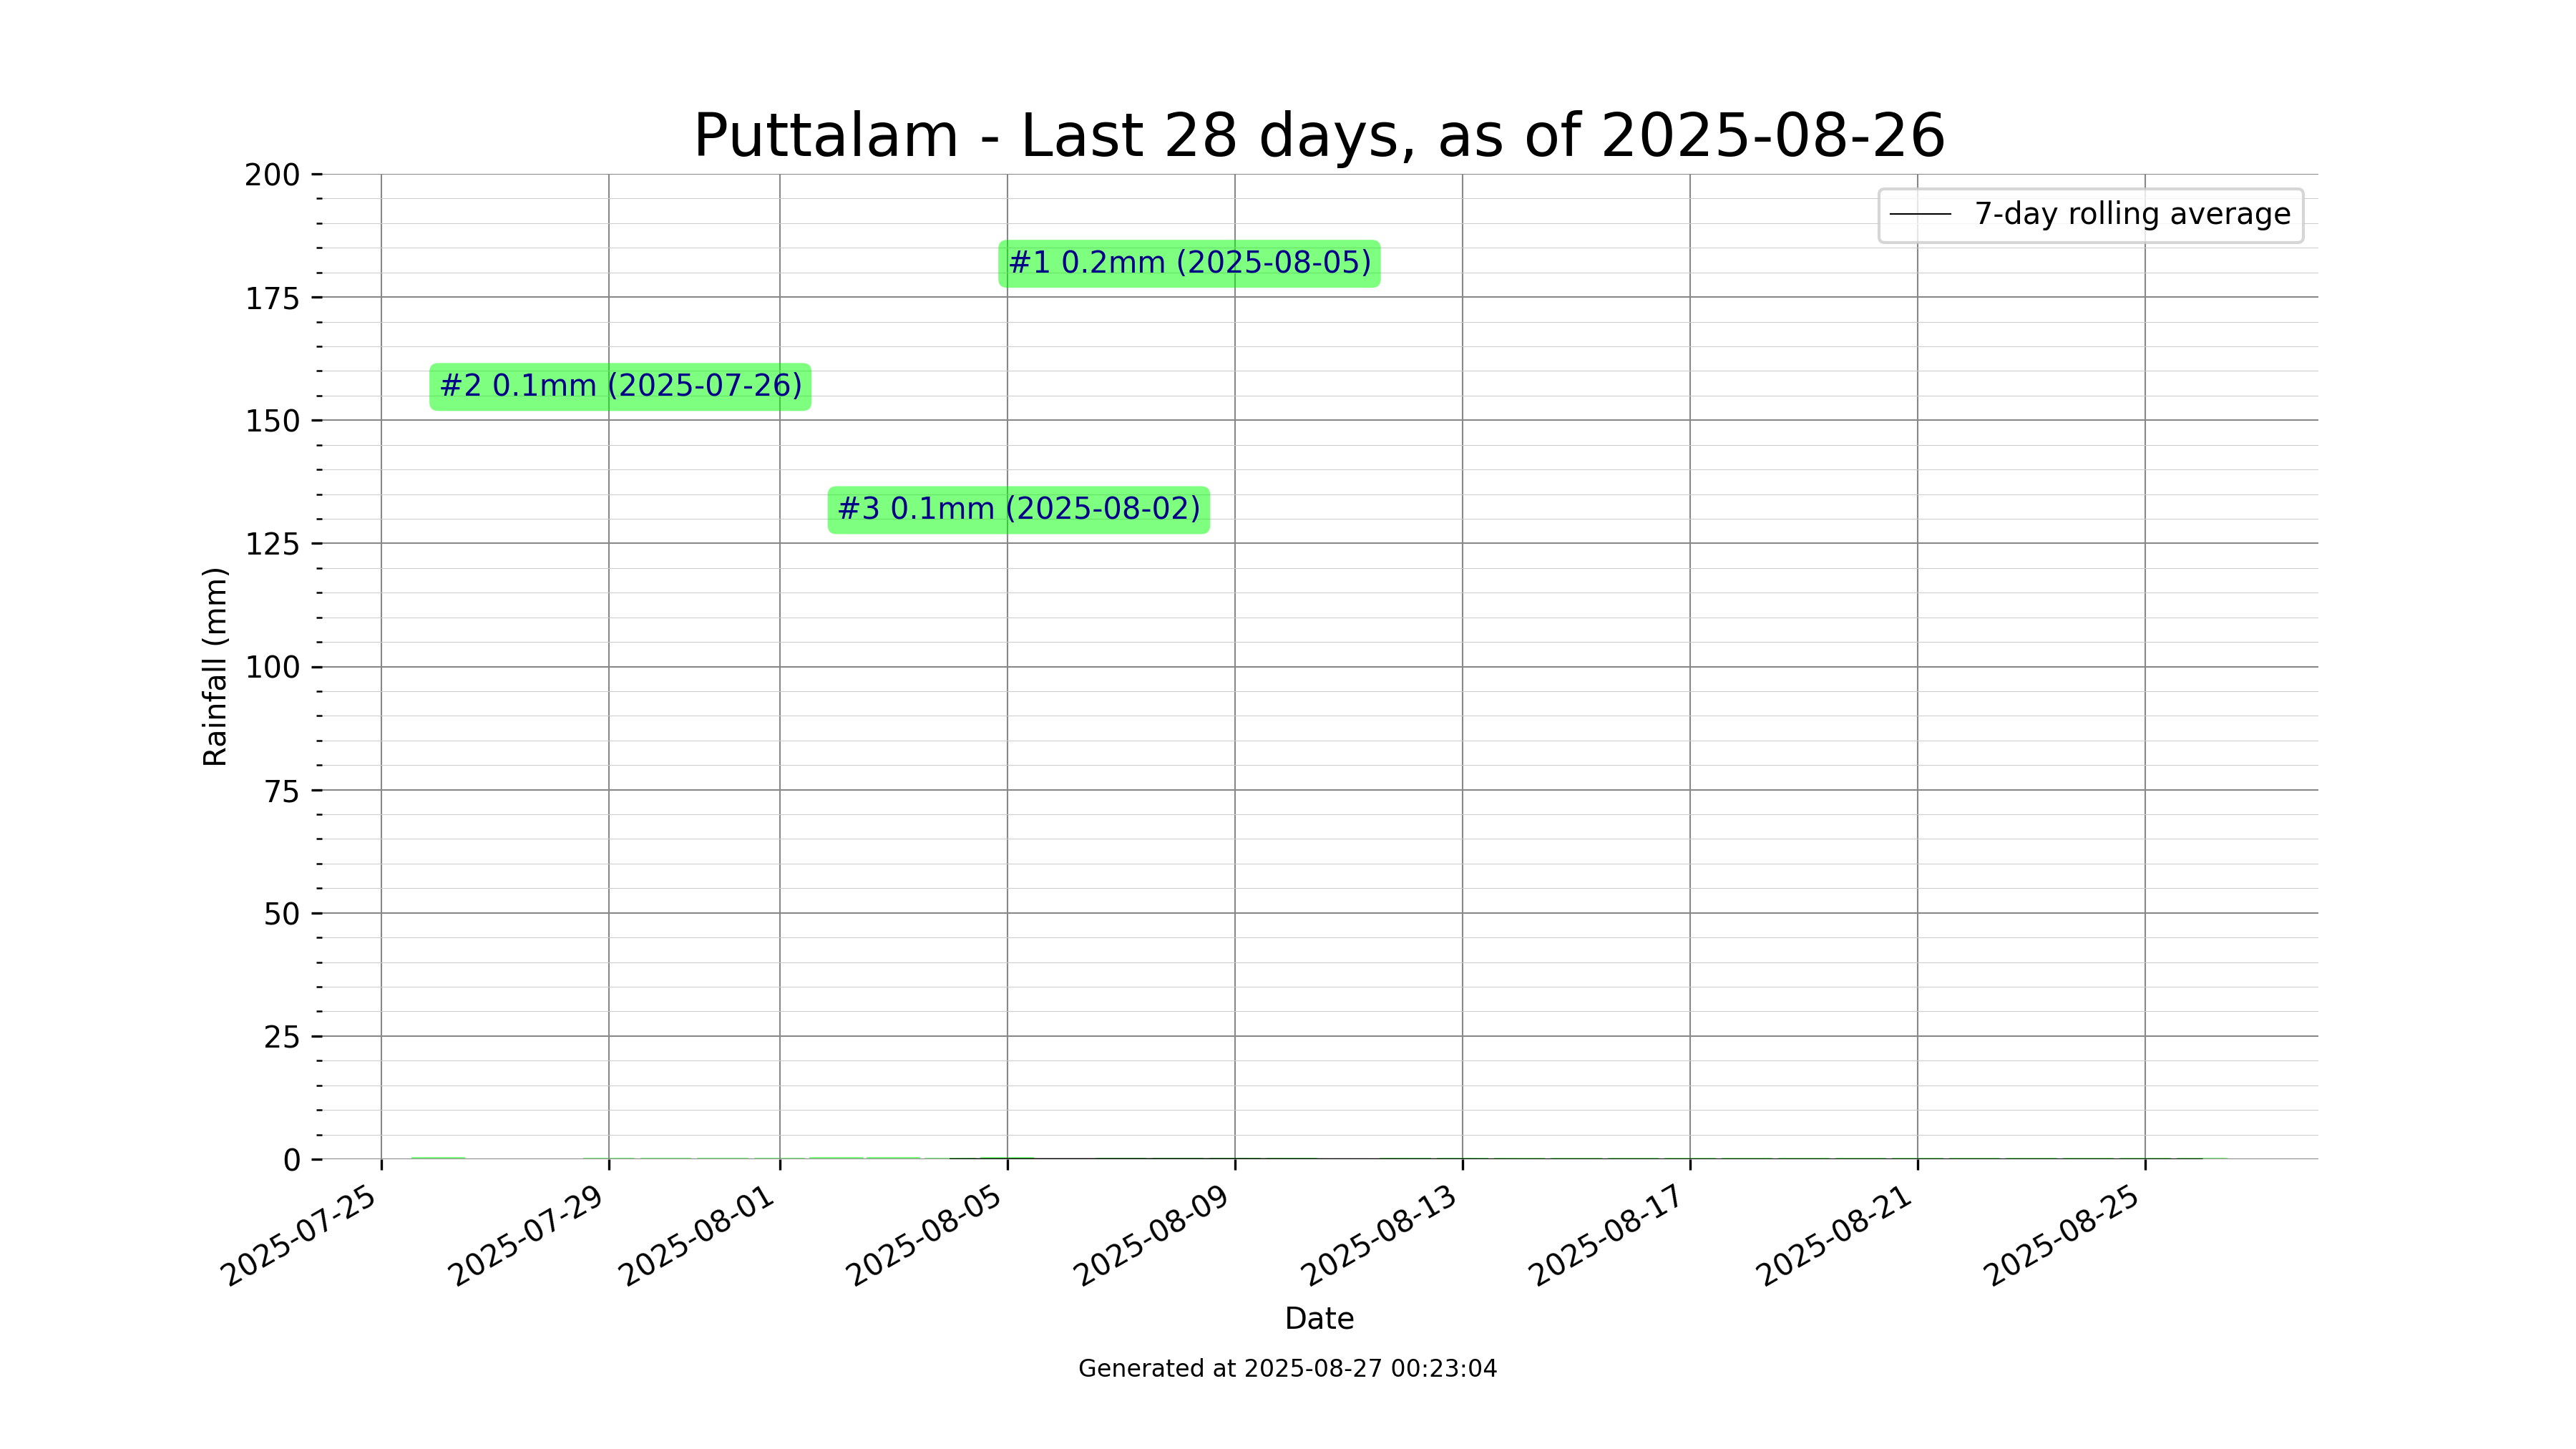 Puttalam - Last 28 days, as of 2025-08-26
7-day rolling average
#1 0.2mm (2025-08-05)
#2 0.1mm (2025-07-26)
#3 0.1mm (2025-08-02)
Rainfall (mm)
200
175
150
125
100
75
50
25
0
2025-07-25
2025-07-29
2025-08-01
2025-08-05
2025-08-09
2025-08-13
2025-08-17
2025-08-21
2025-08-25
Date
Generated at 2025-08-27 00:23:04